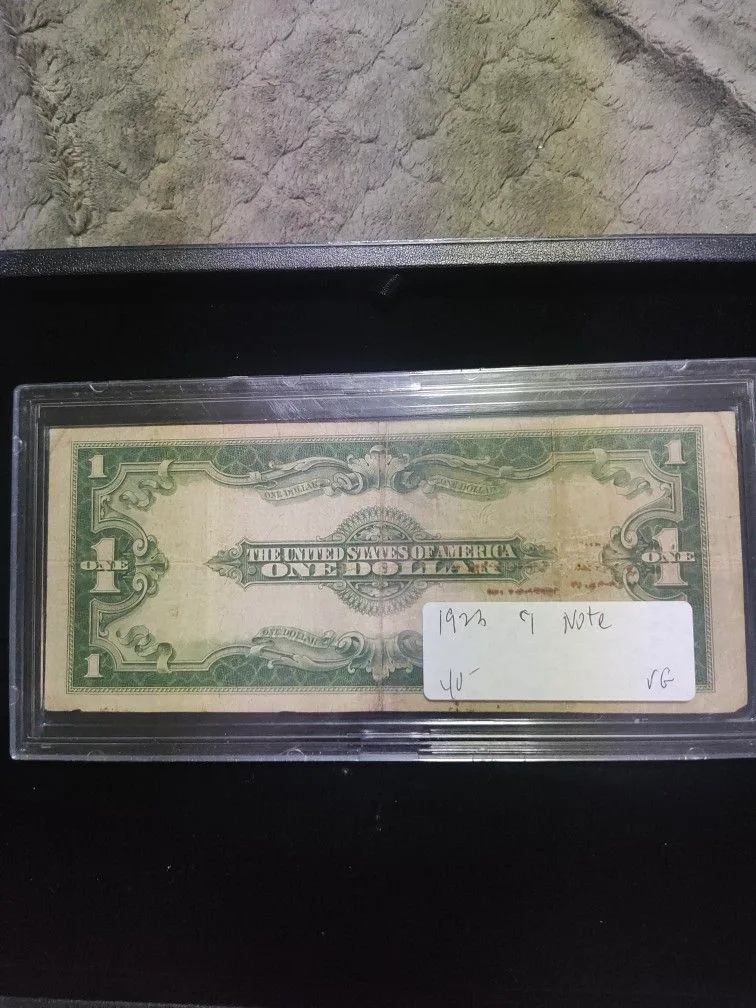 1 1
ONE DOLLAR ONE DOLLAR
THE UNITED STATES OF AMERICA
1 1
ONE ONE
ONE DOLLAR
ONE DOLLAR
1
1923 Note
VG